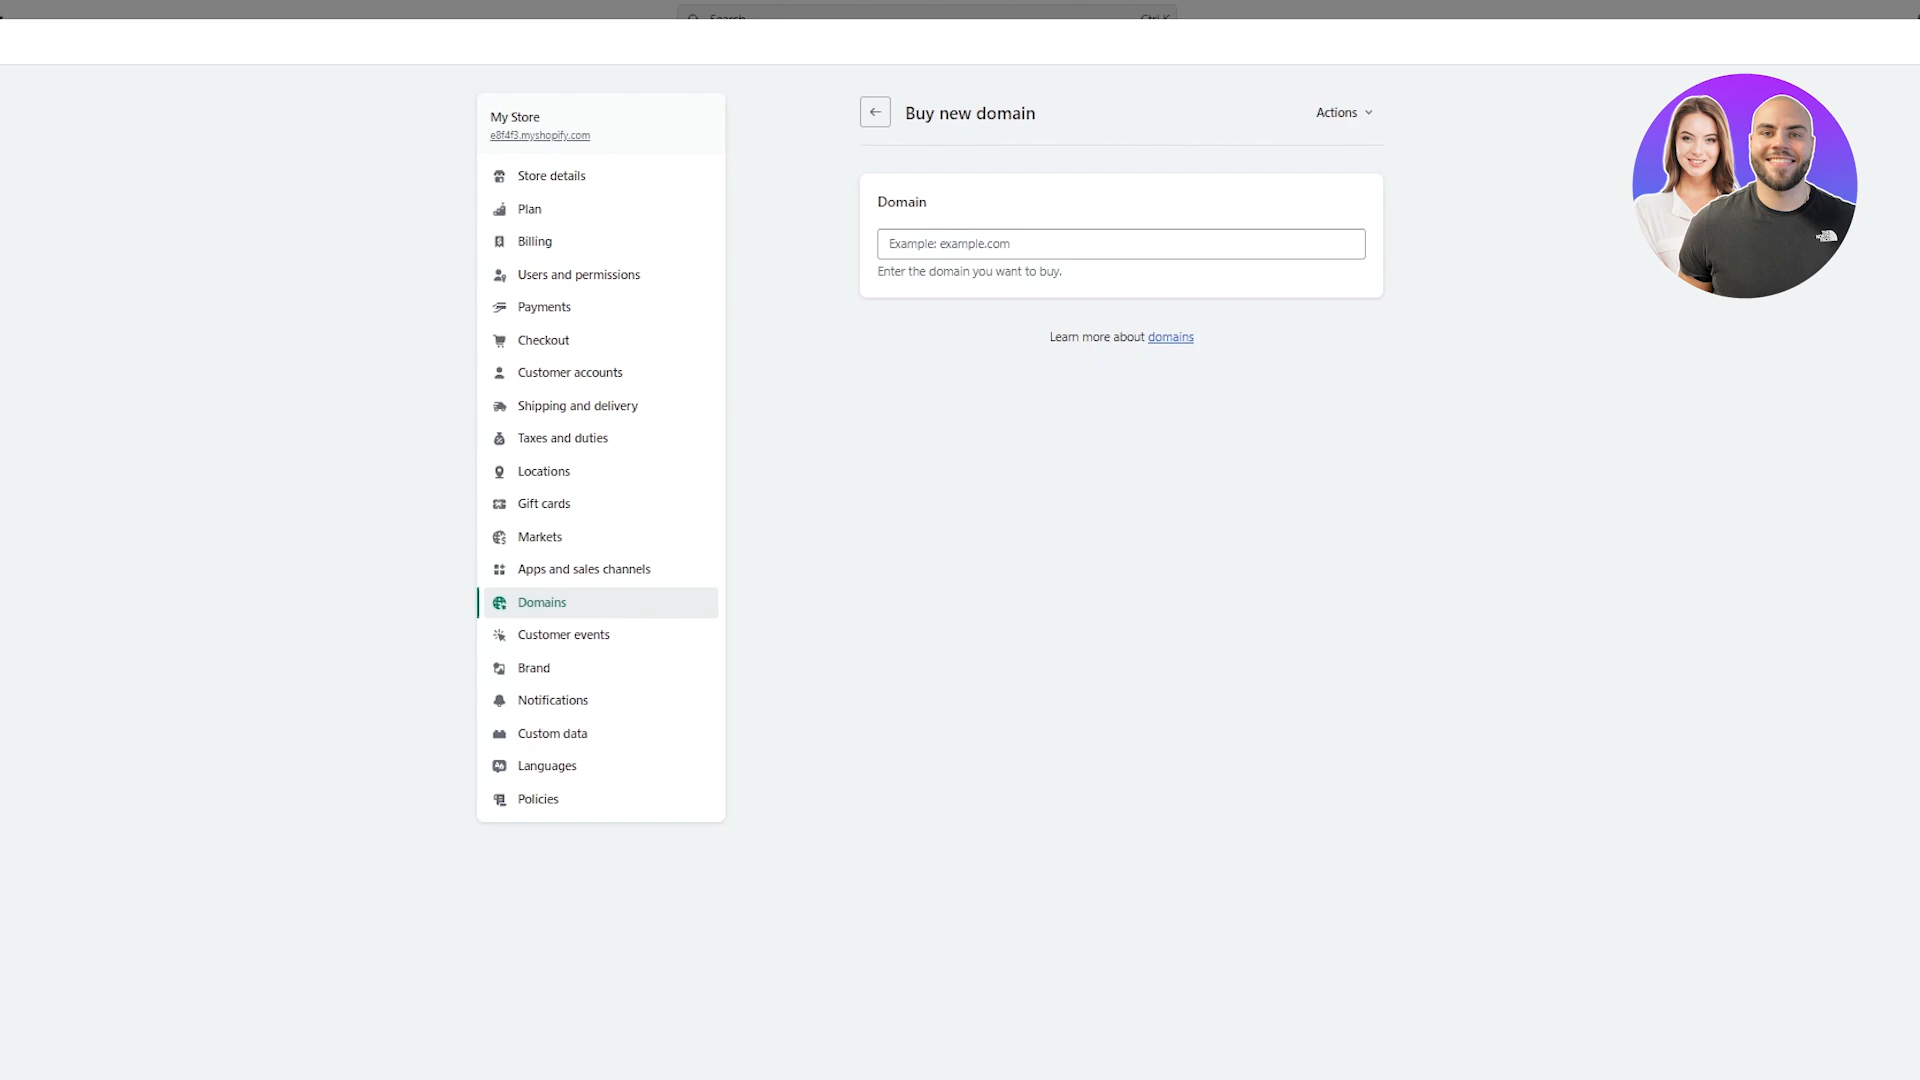 Search
Ctrl K
My Store
e8f4f3.myshopify.com
Store details
Plan
Billing
Users and permissions
Payments
Checkout
Customer accounts
Shipping and delivery
Taxes and duties
Locations
Gift cards
Markets
Apps and sales channels
Domains
Customer events
Brand
Notifications
Custom data
Languages
Policies
Buy new domain
Actions
Domain
Example: example.com
Enter the domain you want to buy.
Learn more about domains
THE
NORTH
FACE